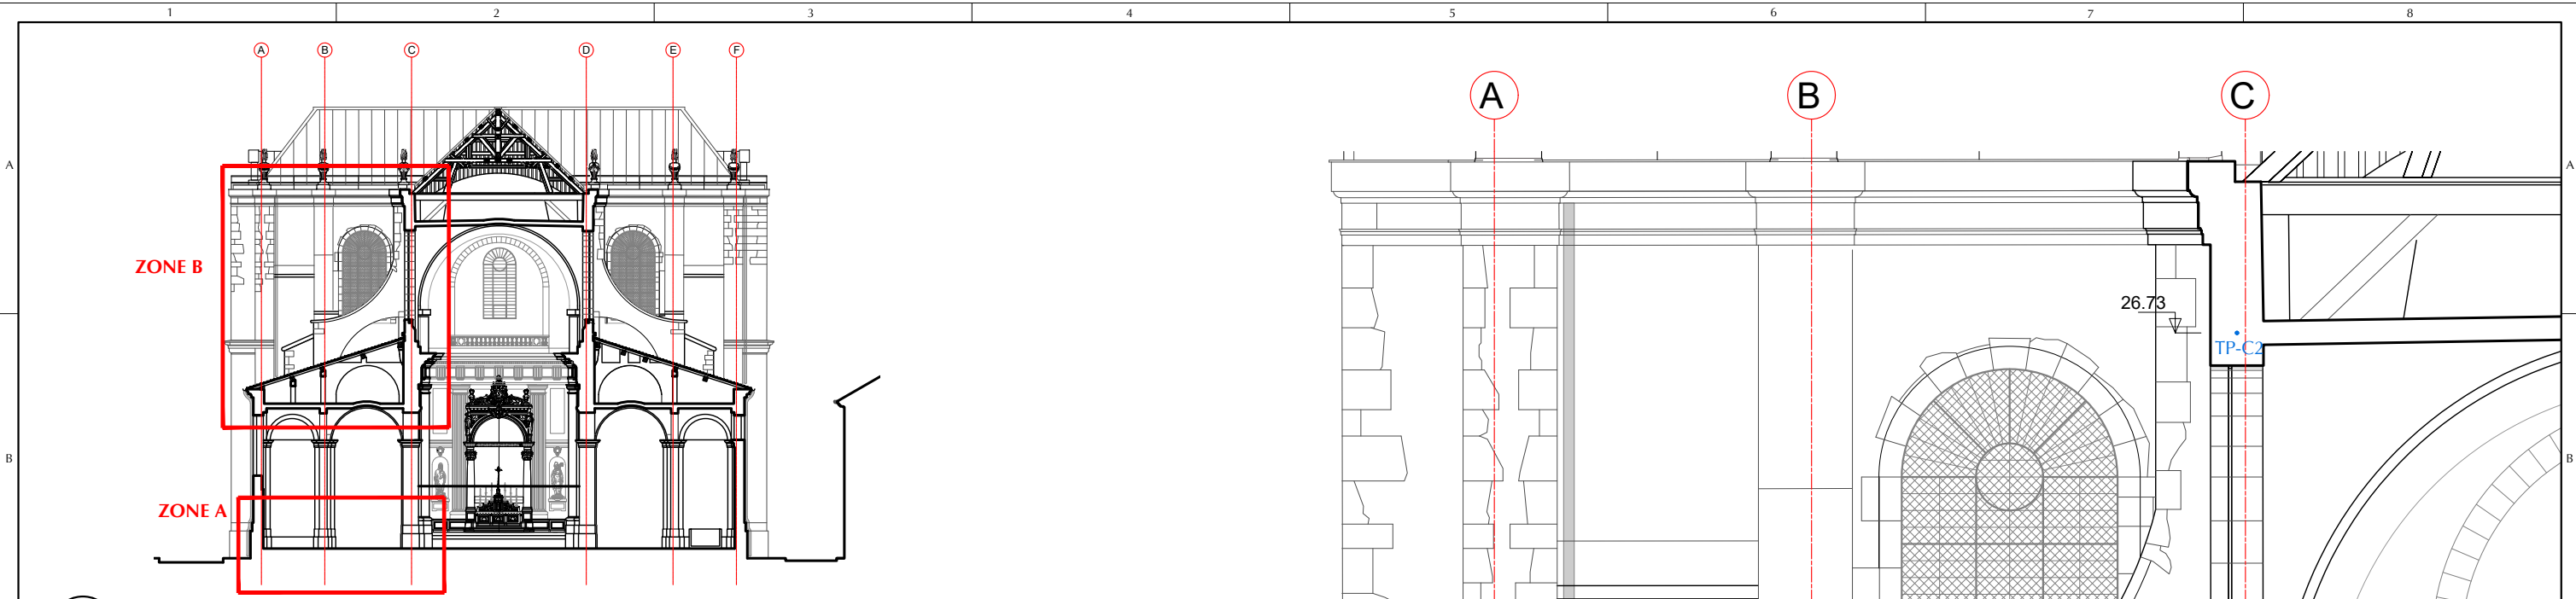 1 2 3 4 5 6 7 8
A B C D E F
A B C
A A
ZONE B
26.73
TP-C2
B B
ZONE A